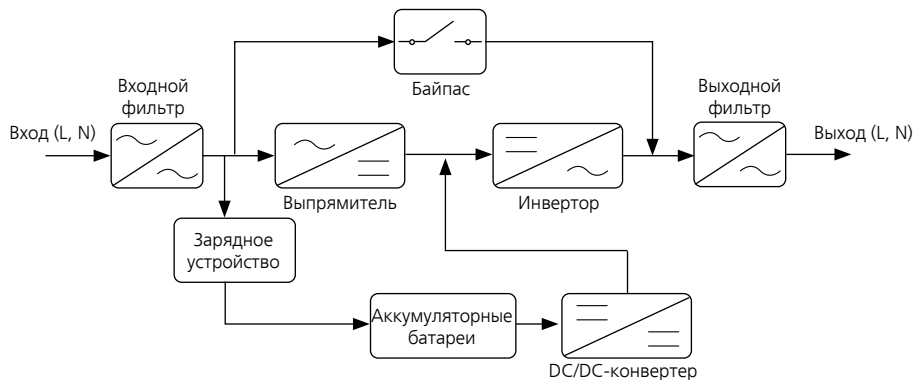 Байпас
Входной
фильтр
Выходной
фильтр
Вход (L, N)
Выход (L, N)
Выпрямитель
Инвертор
Зарядное
устройство
Аккумуляторные
батареи
DC/DC-конвертер